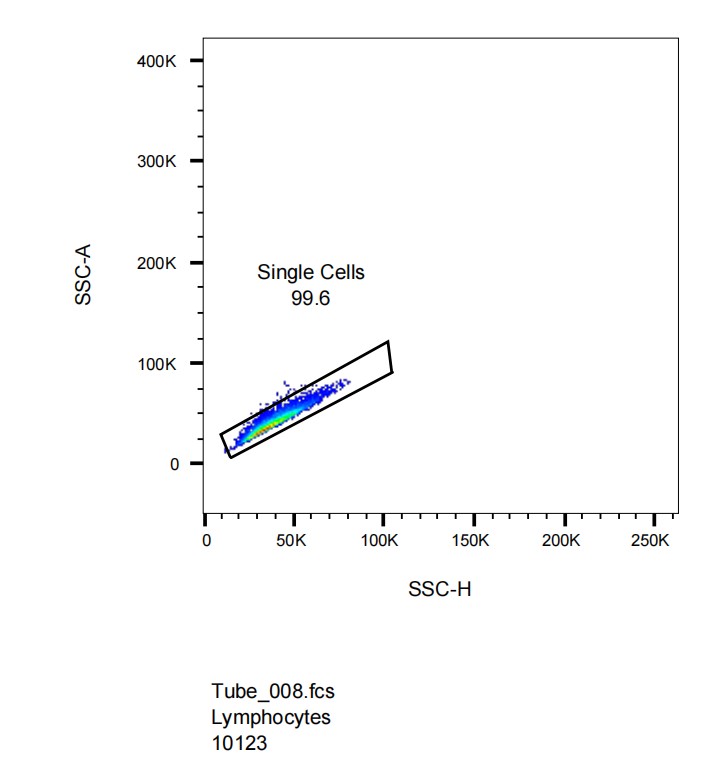 400K
300K
200K
100K
0
SSC-A
Single Cells
99.6
0
50K
100K
150K
200K
250K
SSC-H
Tube_008.fcs
Lymphocytes
10123